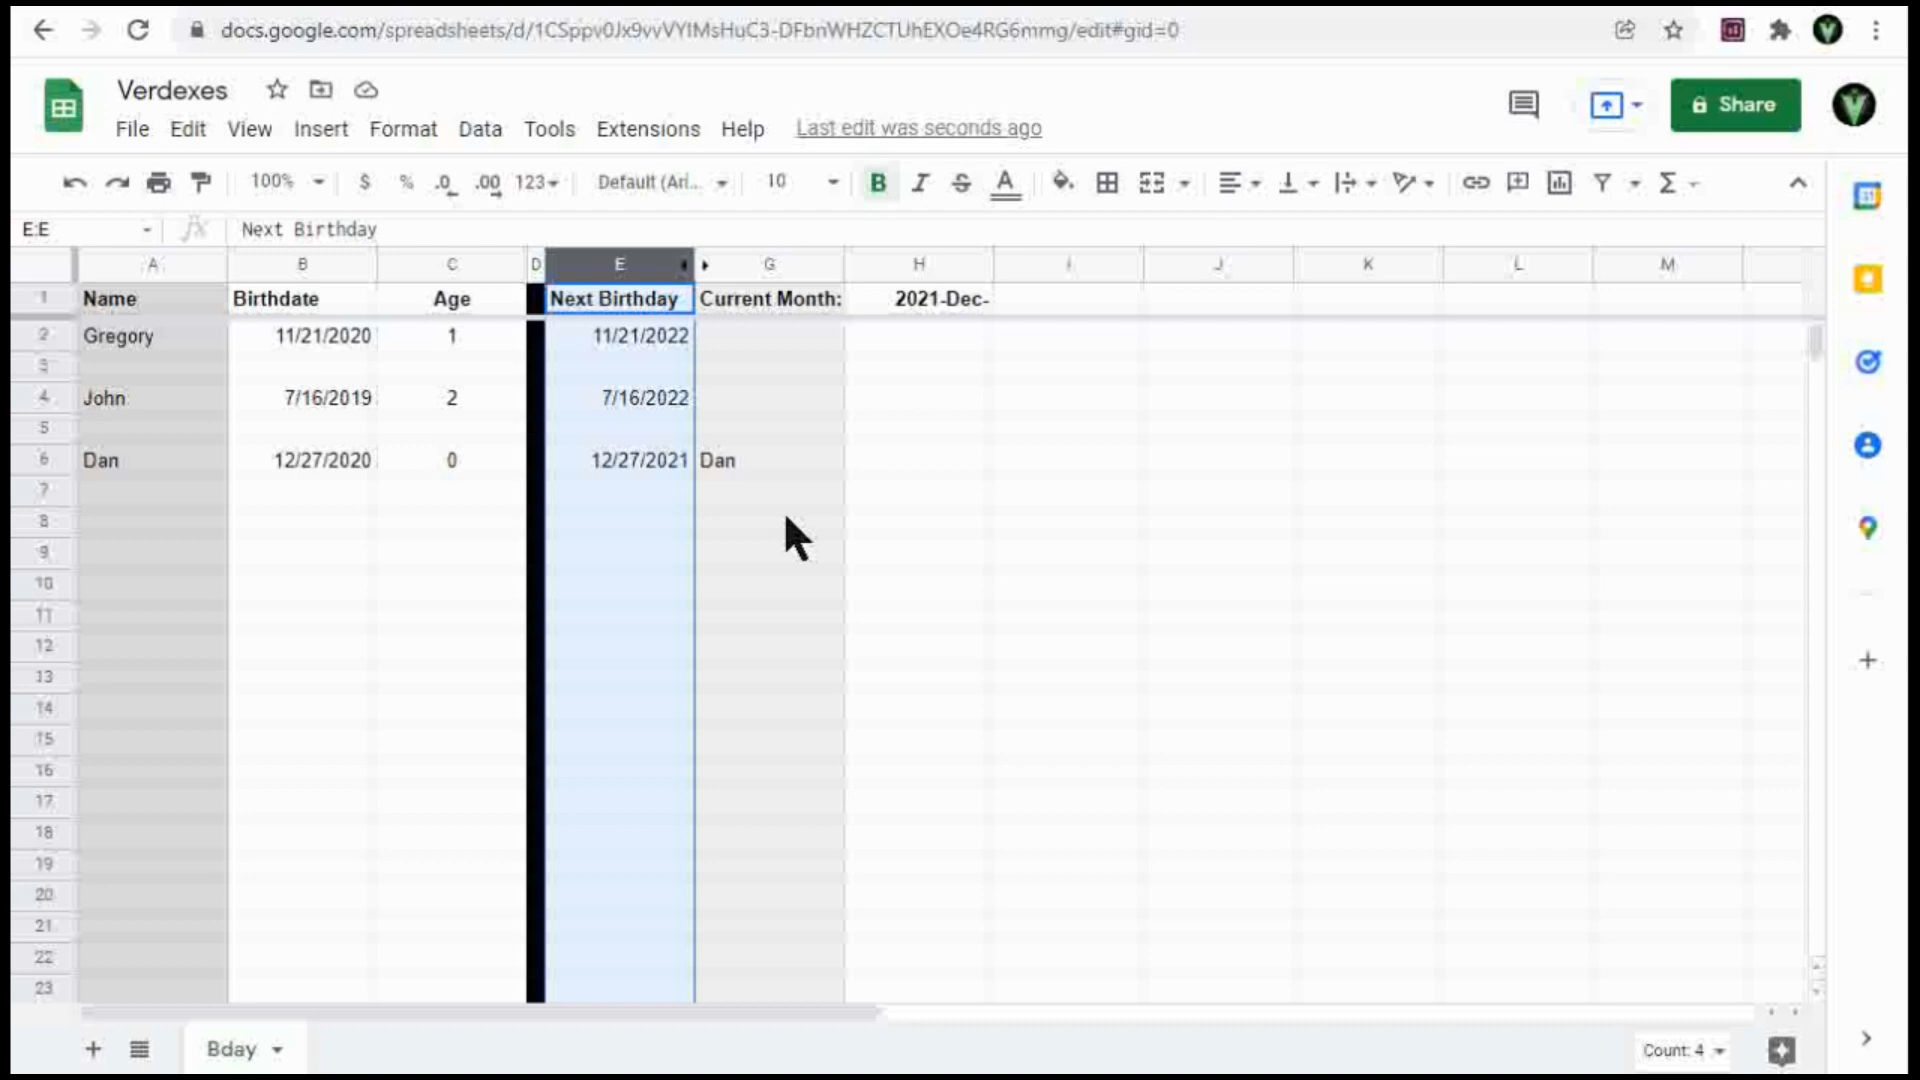 docs.google.com/spreadsheets/d/1CSppv0Jx9vvVYtMsHuC3-DFbnWHZCTUhEXOe4RG6mmg/edit#gid=0
Verdexes
File Edit View Insert Format Data Tools Extensions Help Last edit was seconds ago
Share
100% $ % .0 .00 123 Default (Ari... 10 B I S A
E:E Next Birthday
A B C D E G H I J K L M
1 Name Birthdate Age Next Birthday Current Month: 2021-Dec-
2 Gregory 11/21/2020 1 11/21/2022
3
4 John 7/16/2019 2 7/16/2022
5
6 Dan 12/27/2020 0 12/27/2021 Dan
7
8
9
10
11
12
13
14
15
16
17
18
19
20
21
22
23
Bday
Count: 4